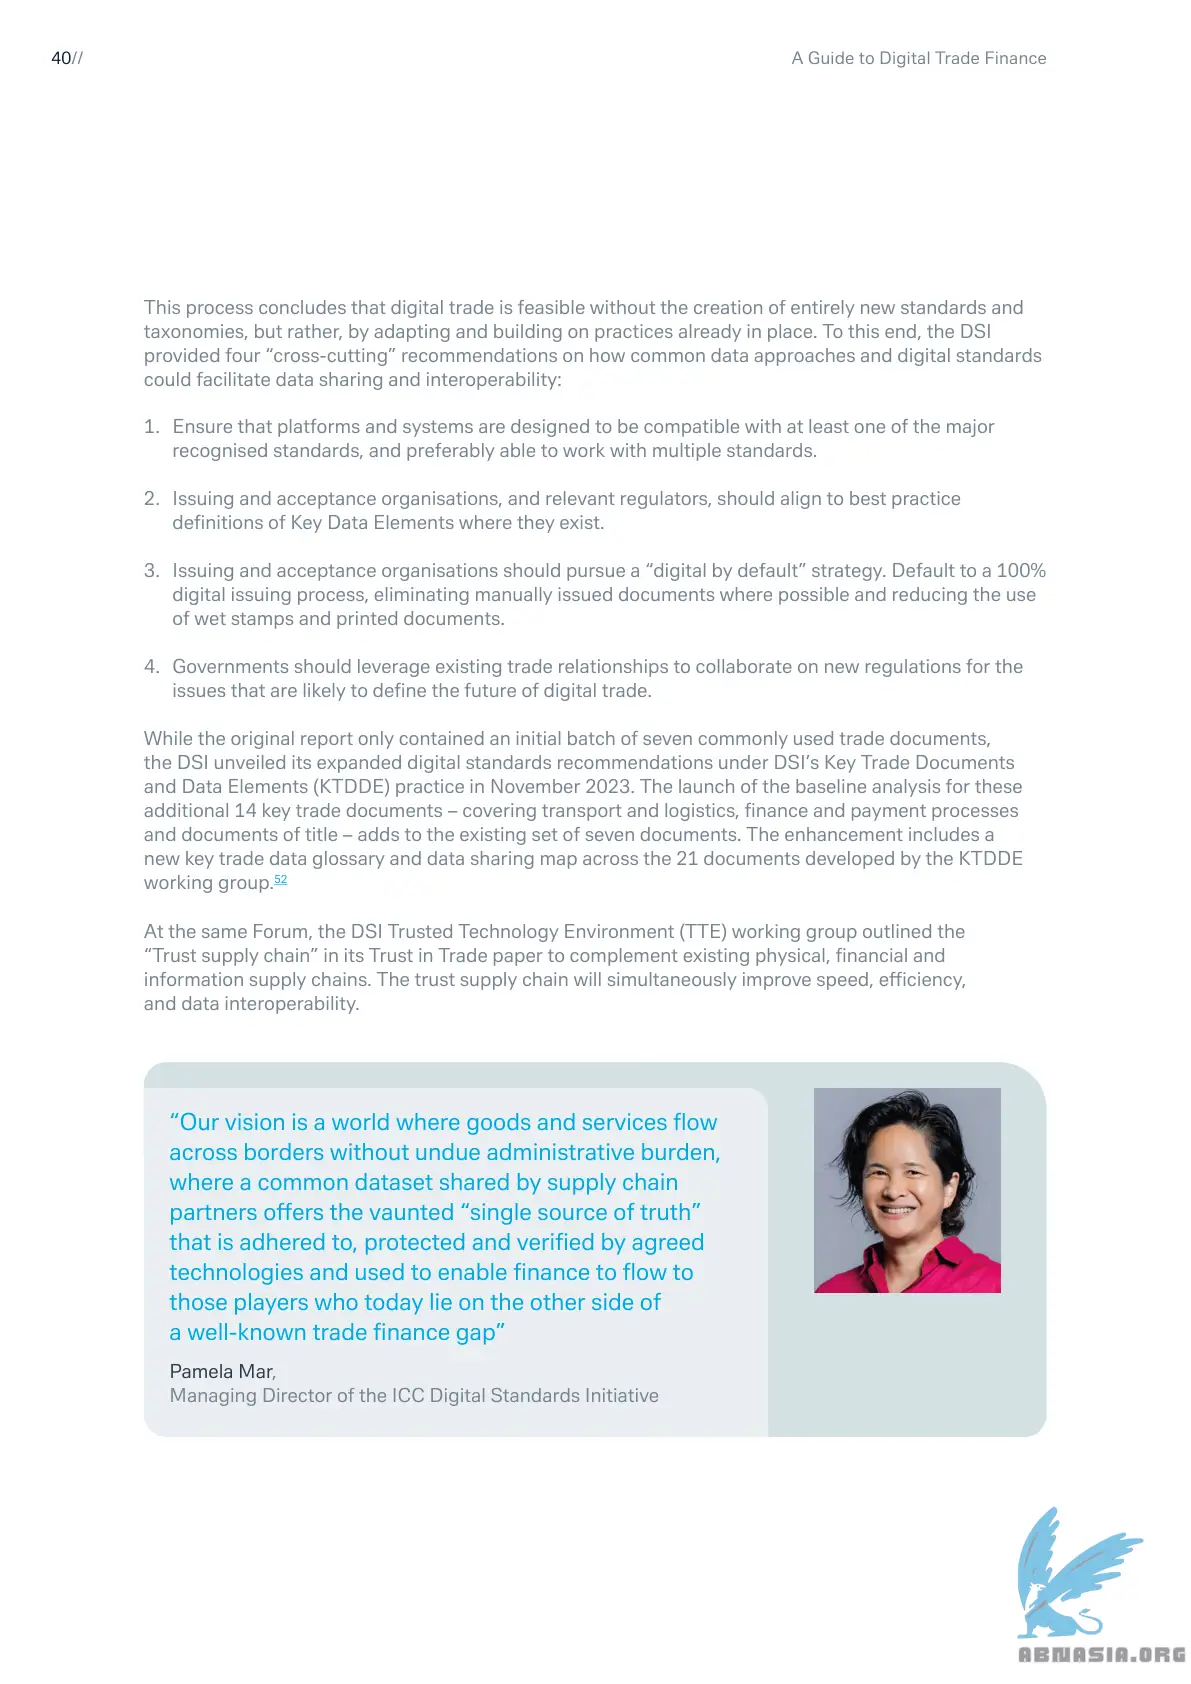 40//
A Guide to Digital Trade Finance
This process concludes that digital trade is feasible without the creation of entirely new standards and
taxonomies, but rather, by adapting and building on practices already in place. To this end, the DSI
provided four “cross-cutting” recommendations on how common data approaches and digital standards
could facilitate data sharing and interoperability:
1. Ensure that platforms and systems are designed to be compatible with at least one of the major
recognised standards, and preferably able to work with multiple standards.
2. Issuing and acceptance organisations, and relevant regulators, should align to best practice
definitions of Key Data Elements where they exist.
3. Issuing and acceptance organisations should pursue a “digital by default” strategy. Default to a 100%
digital issuing process, eliminating manually issued documents where possible and reducing the use
of wet stamps and printed documents.
4. Governments should leverage existing trade relationships to collaborate on new regulations for the
issues that are likely to define the future of digital trade.
While the original report only contained an initial batch of seven commonly used trade documents,
the DSI unveiled its expanded digital standards recommendations under DSI’s Key Trade Documents
and Data Elements (KTDDE) practice in November 2023. The launch of the baseline analysis for these
additional 14 key trade documents – covering transport and logistics, finance and payment processes
and documents of title – adds to the existing set of seven documents. The enhancement includes a
new key trade data glossary and data sharing map across the 21 documents developed by the KTDDE
working group.52
At the same Forum, the DSI Trusted Technology Environment (TTE) working group outlined the
“Trust supply chain” in its Trust in Trade paper to complement existing physical, financial and
information supply chains. The trust supply chain will simultaneously improve speed, efficiency,
and data interoperability.
“Our vision is a world where goods and services flow
across borders without undue administrative burden,
where a common dataset shared by supply chain
partners offers the vaunted “single source of truth”
that is adhered to, protected and verified by agreed
technologies and used to enable finance to flow to
those players who today lie on the other side of
a well-known trade finance gap”
Pamela Mar,
Managing Director of the ICC Digital Standards Initiative
ABNASIA.ORG